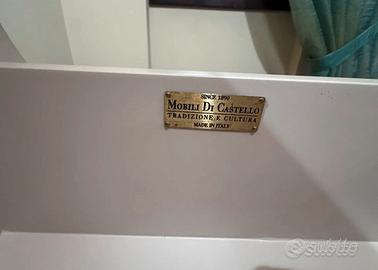 SINCE 1890
MOBILI DI CASTELLO
TRADIZIONE E CULTURA
MADE IN ITALY
subito